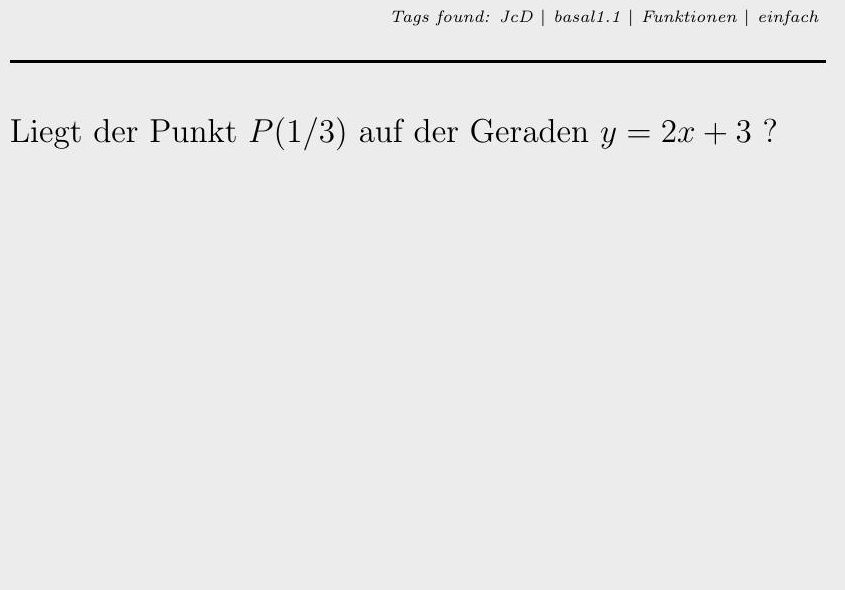 Tags found: JcD | basal1.1 | Funktionen | einfach
Liegt der Punkt P(1/3) auf der Geraden y = 2x + 3 ?